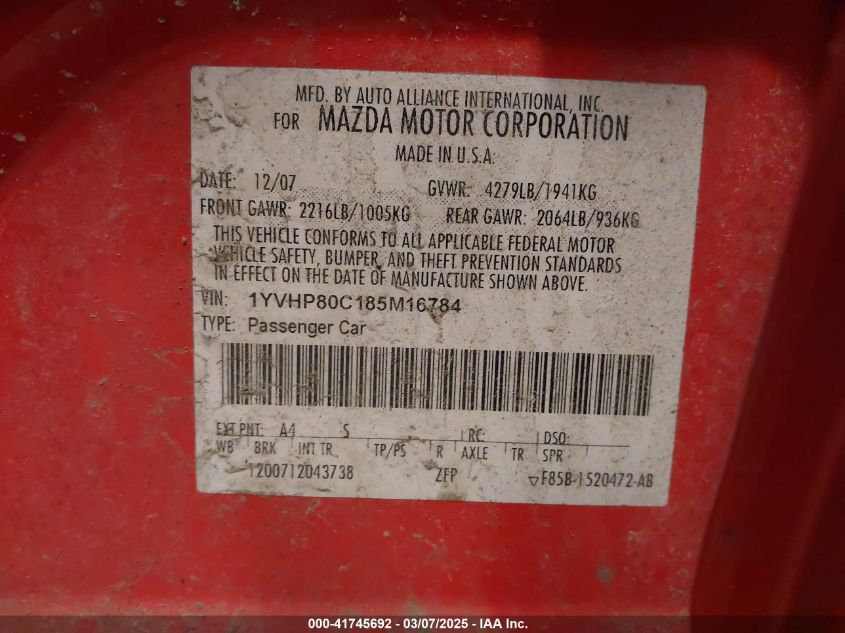 MFD. BY AUTO ALLIANCE INTERNATIONAL, INC.
FOR MAZDA MOTOR CORPORATION
MADE IN U.S.A.
DATE: 12/07 GVWR: 4279LB/1941KG
FRONT GAWR: 2216LB/1005KG REAR GAWR: 2064LB/936KG
THIS VEHICLE CONFORMS TO ALL APPLICABLE FEDERAL MOTOR
VEHICLE SAFETY, BUMPER, AND THEFT PREVENTION STANDARDS
IN EFFECT ON THE DATE OF MANUFACTURE SHOWN ABOVE.
VIN: 1YVHP80C185M16784
TYPE: Passenger Car
EXT PNT: A4 S RC: DSO:
WB BRK INT TR TP/PS R AXLE TR SPR
1200712043738 ZFP F85B-1520472-AB
000-41745692 - 03/07/2025 - IAA Inc.